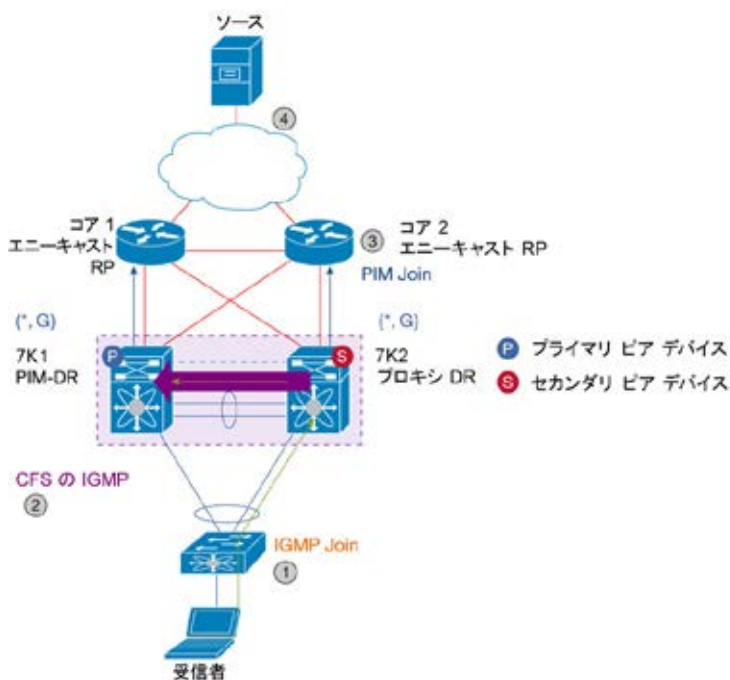 ソース
4
コア 1
エニーキャスト
RP
コア 2
エニーキャスト RP
3
PIM Join
(*, G)
(*, G)
7K1
PIM-DR
P
S
7K2
プロキシ DR
P プライマリ ピア デバイス
S セカンダリ ピア デバイス
CFS の IGMP
2
IGMP Join
1
受信者